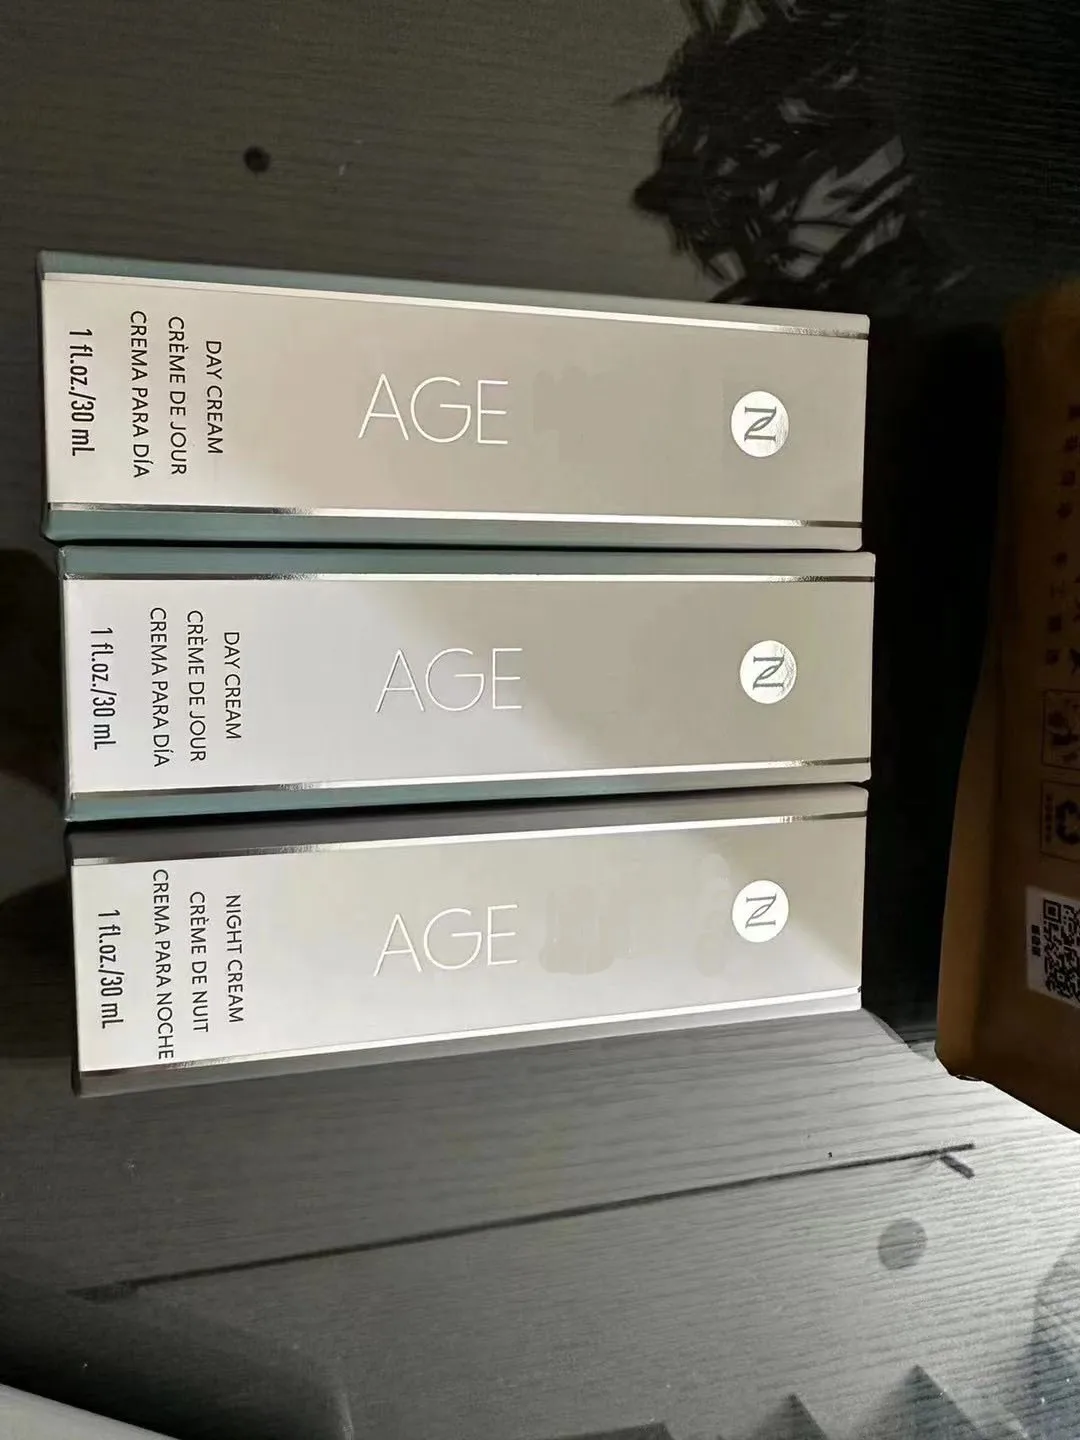 AGE
DAY CREAM
CRÈME DE JOUR
CREMA PARA DÍA
1 fl.oz./30 mL
AGE
DAY CREAM
CRÈME DE JOUR
CREMA PARA DÍA
1 fl.oz./30 mL
AGE
NIGHT CREAM
CRÈME DE NUIT
CREMA PARA NOCHE
1 fl.oz./30 mL